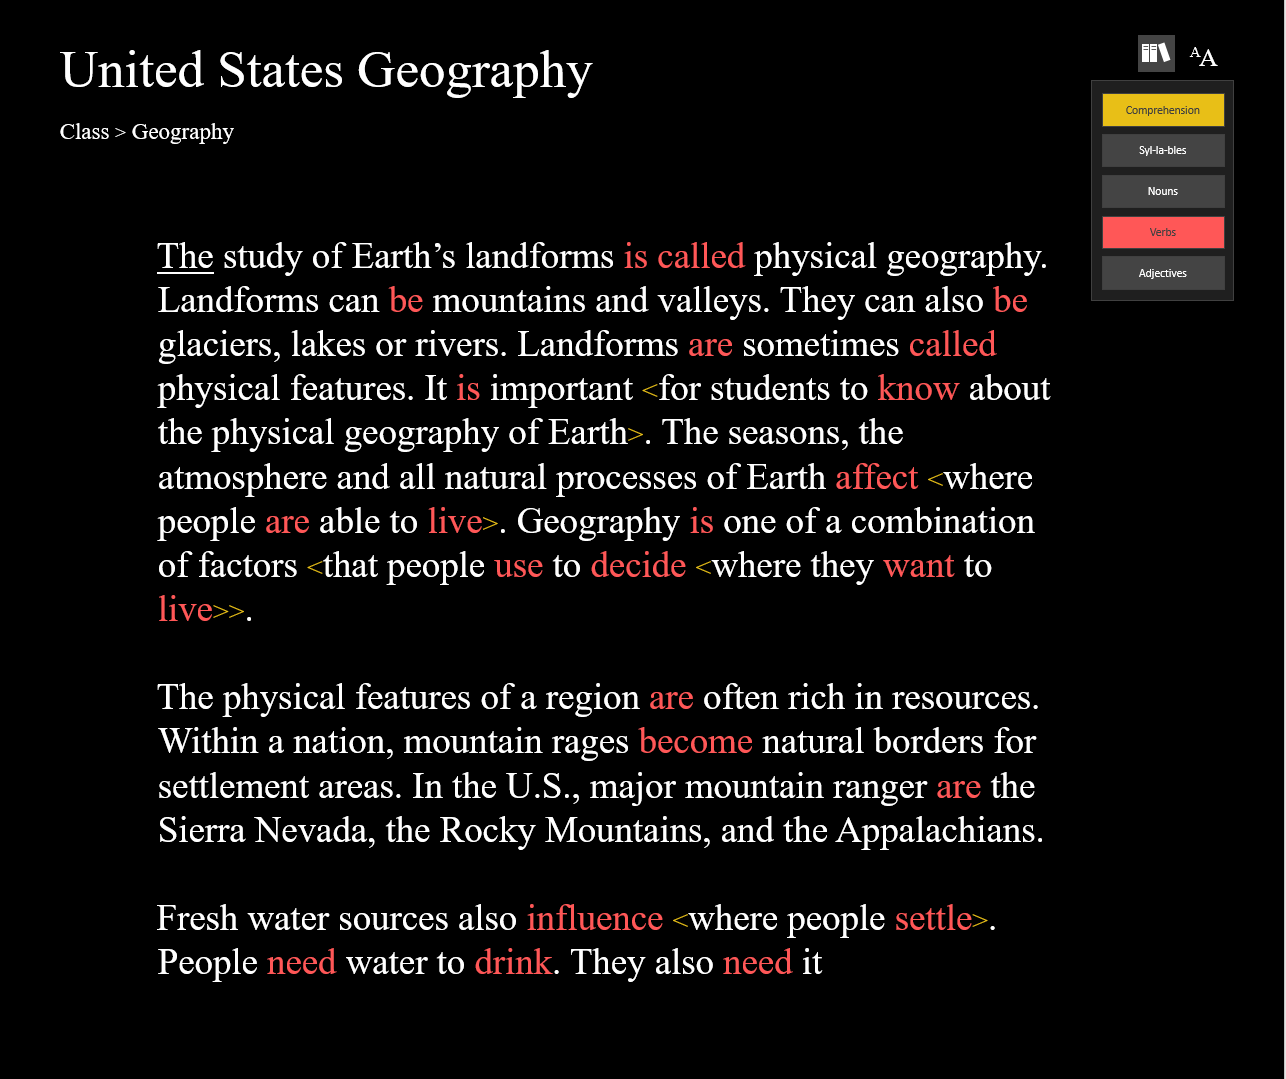 United States Geography
AA
Class > Geography
Comprehension
Syl-la-bles
Nouns
Verbs
Adjectives
The study of Earth’s landforms is called physical geography.
Landforms can be mountains and valleys. They can also be
glaciers, lakes or rivers. Landforms are sometimes called
physical features. It is important <for students to know about
the physical geography of Earth>. The seasons, the
atmosphere and all natural processes of Earth affect <where
people are able to live>. Geography is one of a combination
of factors <that people use to decide <where they want to
live>>.
The physical features of a region are often rich in resources.
Within a nation, mountain rages become natural borders for
settlement areas. In the U.S., major mountain ranger are the
Sierra Nevada, the Rocky Mountains, and the Appalachians.
Fresh water sources also influence <where people settle>.
People need water to drink. They also need it